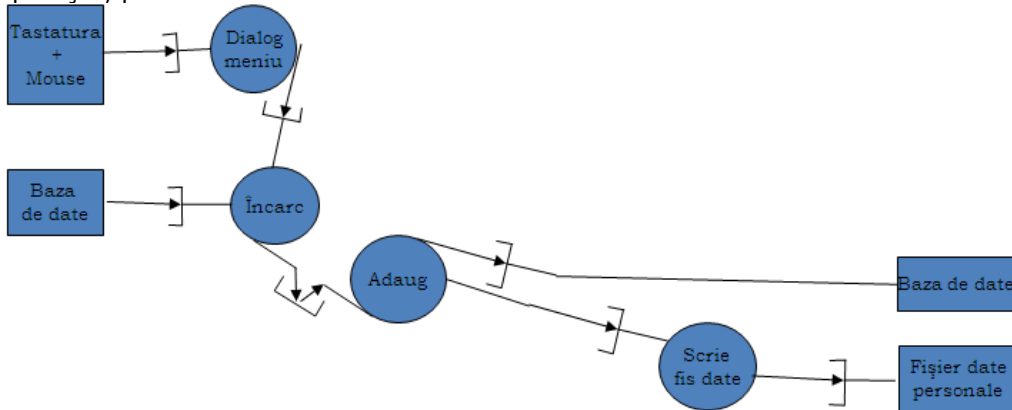 Tastatura
+
Mouse
Dialog
meniu
Baza
de date
Încarc
Adaug
Baza de date
Scrie
fis date
Fişier date
personale